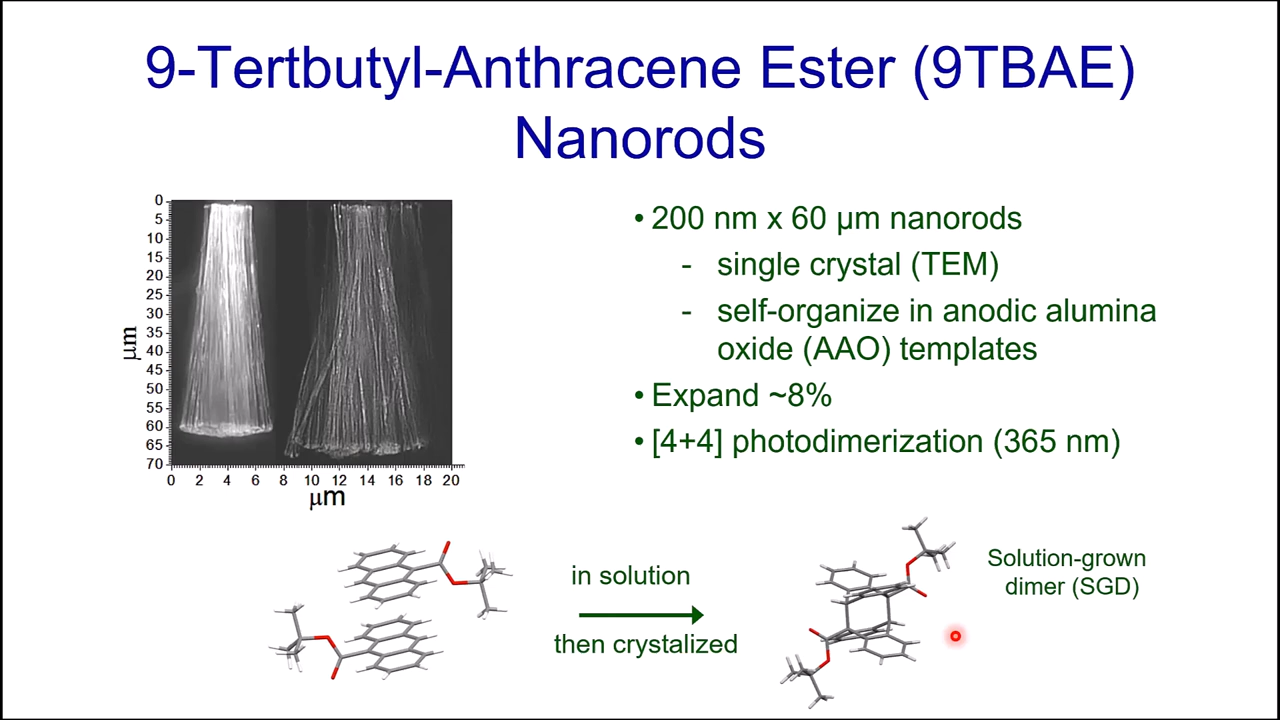 9-Tertbutyl-Anthracene Ester (9TBAE)
Nanorods
0
5
10
15
20
25
30
35
40
45
50
55
60
65
70
μm
0 2 4 6 8 10 12 14 16 18 20
μm
• 200 nm x 60 μm nanorods
- single crystal (TEM)
- self-organize in anodic alumina
oxide (AAO) templates
• Expand ~8%
• [4+4] photodimerization (365 nm)
in solution
then crystalized
Solution-grown
dimer (SGD)